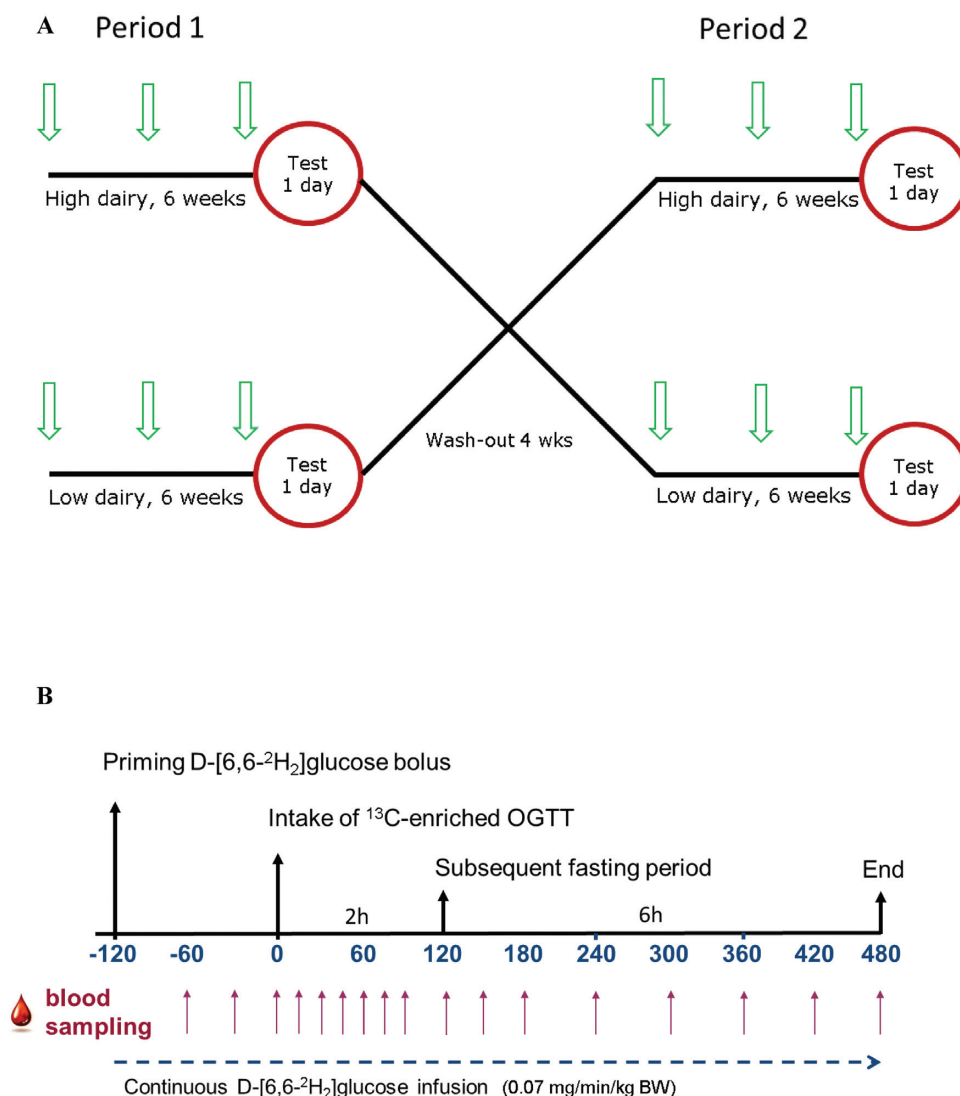 A
Period 1
Period 2
Test
1 day
High dairy, 6 weeks
Test
1 day
High dairy, 6 weeks
Wash-out 4 wks
Test
1 day
Low dairy, 6 weeks
Test
1 day
Low dairy, 6 weeks
B
Priming D-[6,6-²H₂]glucose bolus
Intake of ¹³C-enriched OGTT
Subsequent fasting period
End
2h
6h
-120 -60 0 60 120 180 240 300 360 420 480
blood
sampling
Continuous D-[6,6-²H₂]glucose infusion (0.07 mg/min/kg BW)